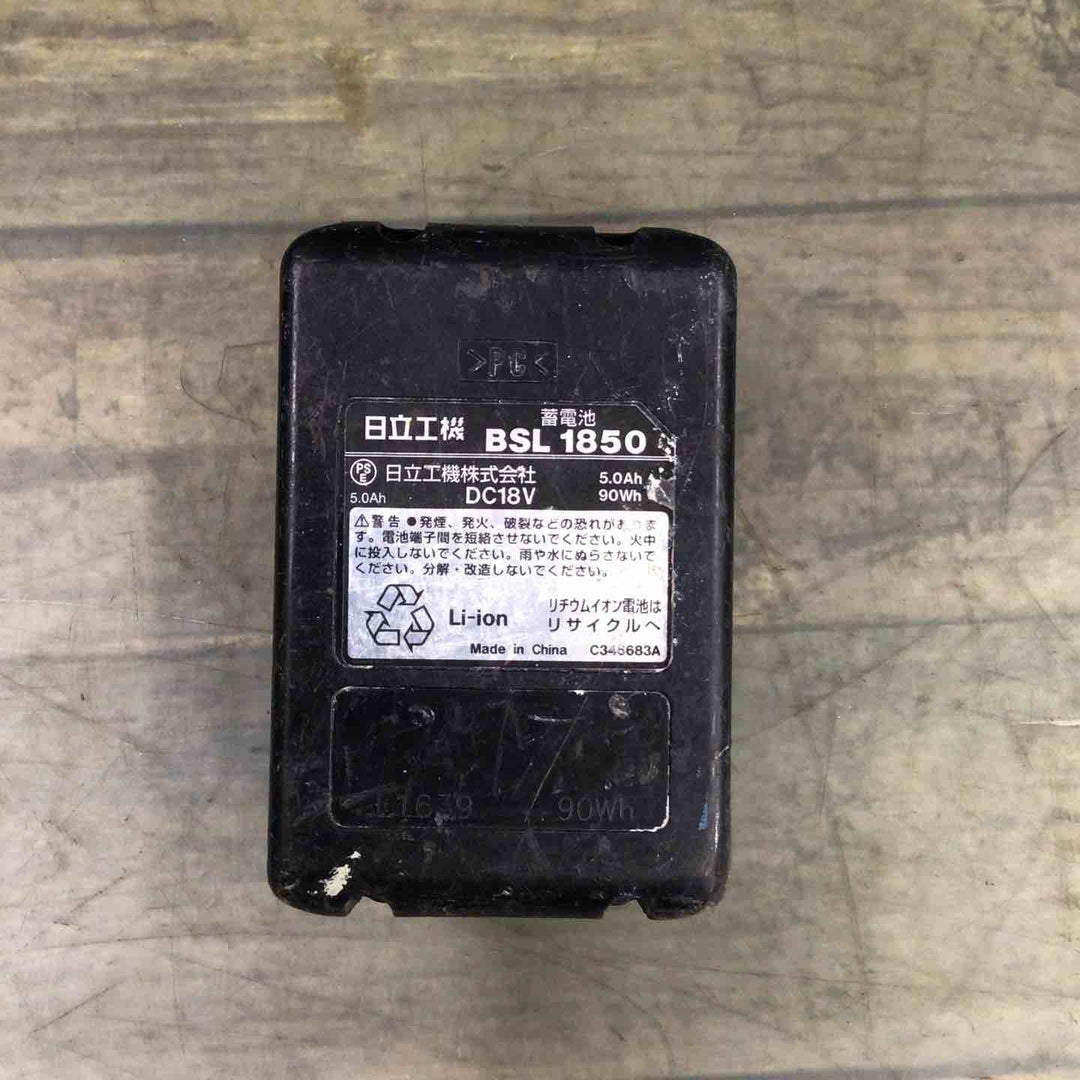 >PC<
日立工機 蓄電池
BSL 1850
PSE 日立工機株式会社 5.0Ah
5.0Ah DC18V 90Wh
⚠警告 ●発煙、発火、破裂などの恐れがありま
す。電池端子間を短絡させないでください。火中
に投入しないでください。雨や水にぬらさないで
ください。分解・改造しないでください。
Li-ion リチウムイオン電池は
リサイクルへ
Made in China C346683A
90Wh